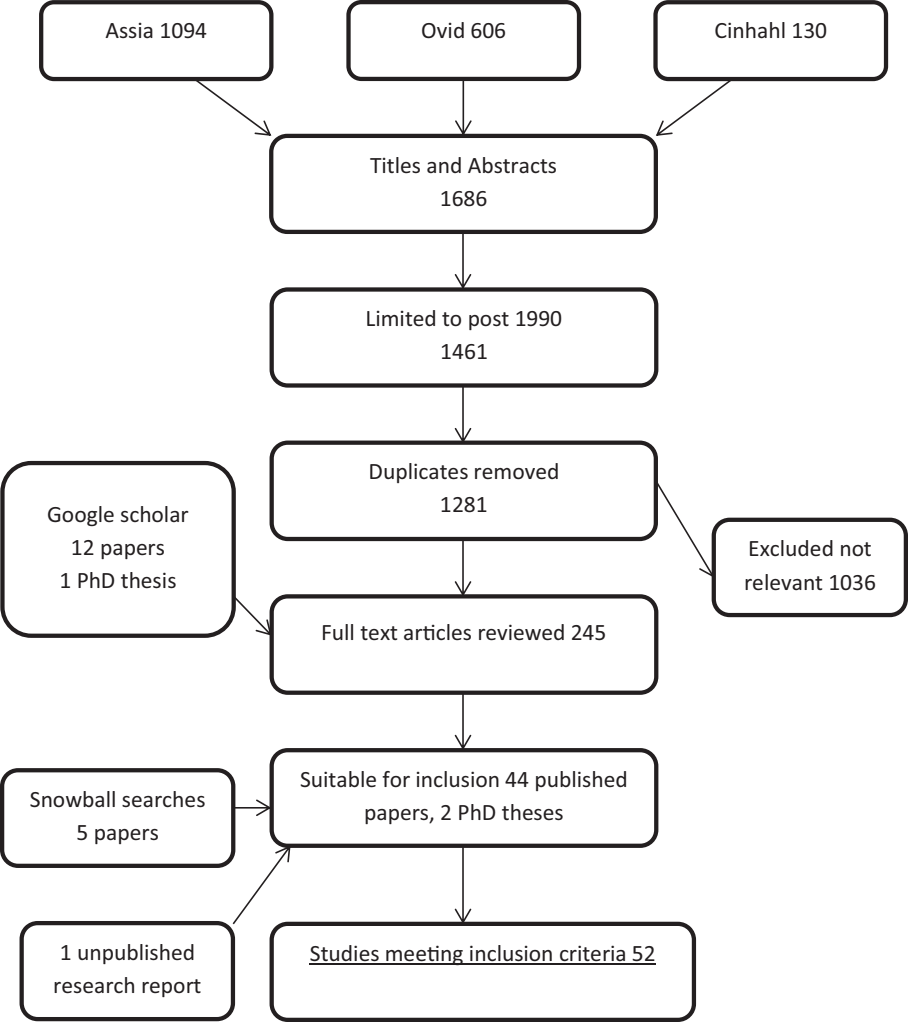 Assia 1094
Ovid 606
Cinhahl 130
Titles and Abstracts
1686
Limited to post 1990
1461
Duplicates removed
1281
Google scholar
12 papers
1 PhD thesis
Excluded not
relevant 1036
Full text articles reviewed 245
Suitable for inclusion 44 published
papers, 2 PhD theses
Snowball searches
5 papers
1 unpublished
research report
Studies meeting inclusion criteria 52